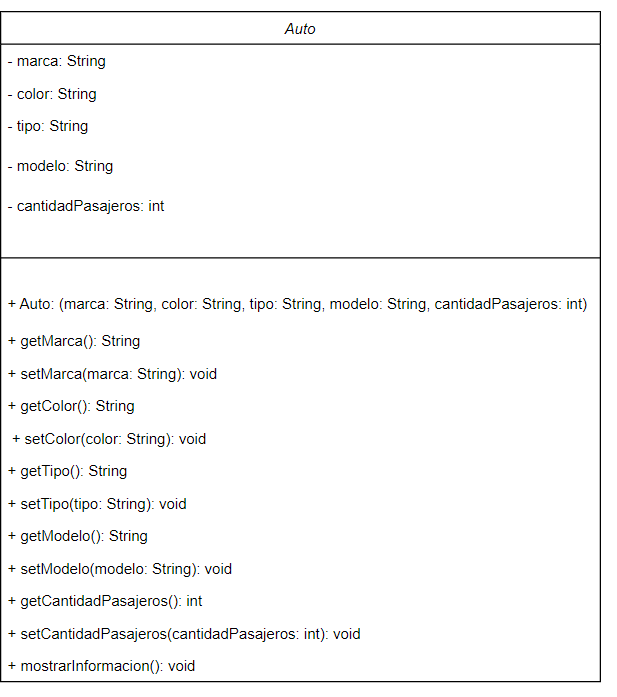 Auto
- marca: String
- color: String
- tipo: String
- modelo: String
- cantidadPasajeros: int
+ Auto: (marca: String, color: String, tipo: String, modelo: String, cantidadPasajeros: int)
+ getMarca(): String
+ setMarca(marca: String): void
+ getColor(): String
+ setColor(color: String): void
+ getTipo(): String
+ setTipo(tipo: String): void
+ getModelo(): String
+ setModelo(modelo: String): void
+ getCantidadPasajeros(): int
+ setCantidadPasajeros(cantidadPasajeros: int): void
+ mostrarInformacion(): void